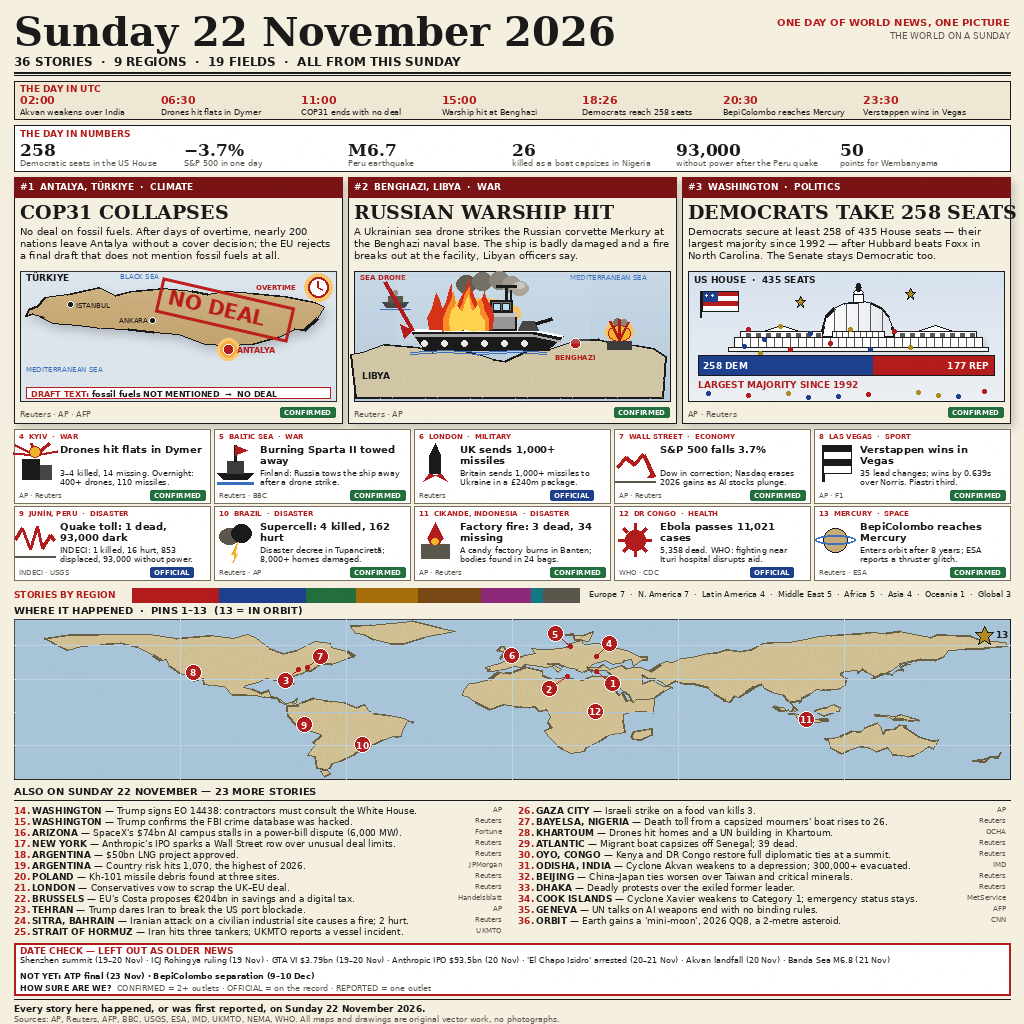 Sunday 22 November 2026
ONE DAY OF WORLD NEWS, ONE PICTURE
THE WORLD ON A SUNDAY
36 STORIES · 9 REGIONS · 19 FIELDS · ALL FROM THIS SUNDAY
THE DAY IN UTC
02:00 06:30 11:00 15:00 18:26 20:30 23:30
Akvan weakens over India Drones hit flats in Dymer COP31 ends with no deal Warship hit at Benghazi Democrats reach 258 seats BepiColombo reaches Mercury Verstappen wins in Vegas
THE DAY IN NUMBERS
258 −3.7% M6.7 26 93,000 50
Democratic seats in the US House S&P 500 in one day Peru earthquake killed as a boat capsizes in Nigeria without power after the Peru quake points for Wembanyama
#1 ANTALYA, TÜRKIYE · CLIMATE
COP31 COLLAPSES
No deal on fossil fuels. After days of overtime, nearly 200
nations leave Antalya without a cover decision; the EU rejects
a final draft that does not mention fossil fuels at all.
TÜRKIYE
BLACK SEA
OVERTIME
ISTANBUL
ANKARA
NO DEAL
ANTALYA
MEDITERRANEAN SEA
DRAFT TEXT: fossil fuels NOT MENTIONED → NO DEAL
Reuters · AP · AFP
CONFIRMED
#2 BENGHAZI, LIBYA · WAR
RUSSIAN WARSHIP HIT
A Ukrainian sea drone strikes the Russian corvette Merkury at
the Benghazi naval base. The ship is badly damaged and a fire
breaks out at the facility, Libyan officers say.
SEA DRONE
MEDITERRANEAN SEA
BENGHAZI
LIBYA
Reuters · AP
CONFIRMED
#3 WASHINGTON · POLITICS
DEMOCRATS TAKE 258 SEATS
Democrats secure at least 258 of 435 House seats — their
largest majority since 1992 — after Hubbard beats Foxx in
North Carolina. The Senate stays Democratic too.
US HOUSE · 435 SEATS
258 DEM
177 REP
LARGEST MAJORITY SINCE 1992
AP · Reuters
CONFIRMED
4 KYIV · WAR
Drones hit flats in Dymer
3–4 killed, 14 missing. Overnight:
400+ drones, 110 missiles.
AP · Reuters
CONFIRMED
5 BALTIC SEA · WAR
Burning Sparta II towed
away
Finland: Russia tows the ship away
after a drone strike.
Reuters · BBC
CONFIRMED
6 LONDON · MILITARY
UK sends 1,000+
missiles
Britain sends 1,000+ missiles to
Ukraine in a £240m package.
Reuters
OFFICIAL
7 WALL STREET · ECONOMY
S&P 500 falls 3.7%
Dow in correction; Nasdaq erases
2026 gains as AI stocks plunge.
AP · Reuters
CONFIRMED
8 LAS VEGAS · SPORT
Verstappen wins in
Vegas
35 lead changes; wins by 0.639s
over Norris. Piastri third.
AP · F1
CONFIRMED
9 JUNÍN, PERU · DISASTER
Quake toll: 1 dead,
93,000 dark
INDECI: 1 killed, 16 hurt, 853
displaced, 93,000 without power.
INDECI · USGS
OFFICIAL
10 BRAZIL · DISASTER
Supercell: 4 killed, 162
hurt
Disaster decree in Tupanciretã;
8,000+ homes damaged.
Reuters · AP
CONFIRMED
11 CIKANDE, INDONESIA · DISASTER
Factory fire: 3 dead, 34
missing
A candy factory burns in Banten;
bodies found in 24 bags.
AP · Reuters
CONFIRMED
12 DR CONGO · HEALTH
Ebola passes 11,021
cases
5,358 dead. WHO: fighting near
Ituri hospital disrupts aid.
WHO · CDC
OFFICIAL
13 MERCURY · SPACE
BepiColombo reaches
Mercury
Enters orbit after 8 years; ESA
reports a thruster glitch.
Reuters · ESA
CONFIRMED
STORIES BY REGION
Europe 7 · N. America 7 · Latin America 4 · Middle East 5 · Africa 5 · Asia 4 · Oceania 1 · Global 3
WHERE IT HAPPENED · PINS 1–13 (13 = IN ORBIT)
5
4
13
6
7
8
3
2
1
12
9
11
10
ALSO ON SUNDAY 22 NOVEMBER — 23 MORE STORIES
14. WASHINGTON — Trump signs EO 14438: contractors must consult the White House. AP
15. WASHINGTON — Trump confirms the FBI crime database was hacked. Reuters
16. ARIZONA — SpaceX's $74bn AI campus stalls in a power-bill dispute (6,000 MW). Fortune
17. NEW YORK — Anthropic's IPO sparks a Wall Street row over unusual deal limits. Reuters
18. ARGENTINA — $50bn LNG project approved. Reuters
19. ARGENTINA — Country risk hits 1,070, the highest of 2026. JPMorgan
20. POLAND — Kh-101 missile debris found at three sites. Reuters
21. LONDON — Conservatives vow to scrap the UK–EU deal. Reuters
22. BRUSSELS — EU's Costa proposes €204bn in savings and a digital tax. Handelsblatt
23. TEHRAN — Trump dares Iran to break the US port blockade. AP
24. SITRA, BAHRAIN — Iranian attack on a civilian industrial site causes a fire; 2 hurt. Reuters
25. STRAIT OF HORMUZ — Iran hits three tankers; UKMTO reports a vessel incident. UKMTO
26. GAZA CITY — Israeli strike on a food van kills 3. AP
27. BAYELSA, NIGERIA — Death toll from a capsized mourners' boat rises to 26. Reuters
28. KHARTOUM — Drones hit homes and a UN building in Khartoum. OCHA
29. ATLANTIC — Migrant boat capsizes off Senegal; 39 dead. Reuters
30. OYO, CONGO — Kenya and DR Congo restore full diplomatic ties at a summit. Reuters
31. ODISHA, INDIA — Cyclone Akvan weakens to a depression; 300,000+ evacuated. IMD
32. BEIJING — China–Japan ties worsen over Taiwan and critical minerals. Reuters
33. DHAKA — Deadly protests over the exiled former leader. Reuters
34. COOK ISLANDS — Cyclone Xavier weakens to Category 1; emergency status stays. MetService
35. GENEVA — UN talks on AI weapons end with no binding rules. AFP
36. ORBIT — Earth gains a 'mini-moon', 2026 QQ8, a 2-metre asteroid. CNN
DATE CHECK — LEFT OUT AS OLDER NEWS
Shenzhen summit (19–20 Nov) · ICJ Rohingya ruling (19 Nov) · GTA VI $3.79bn (19–20 Nov) · Anthropic IPO $93.5bn (20 Nov) · 'El Chapo Isidro' arrested (20–21 Nov) · Akvan landfall (20 Nov) · Banda Sea M6.8 (21 Nov)
NOT YET: ATP final (23 Nov) · BepiColombo separation (9–10 Dec)
HOW SURE ARE WE? CONFIRMED = 2+ outlets · OFFICIAL = on the record · REPORTED = one outlet
Every story here happened, or was first reported, on Sunday 22 November 2026.
Sources: AP, Reuters, AFP, BBC, USGS, ESA, IMD, UKMTO, NEMA, WHO. All maps and drawings are original vector work, no photographs.